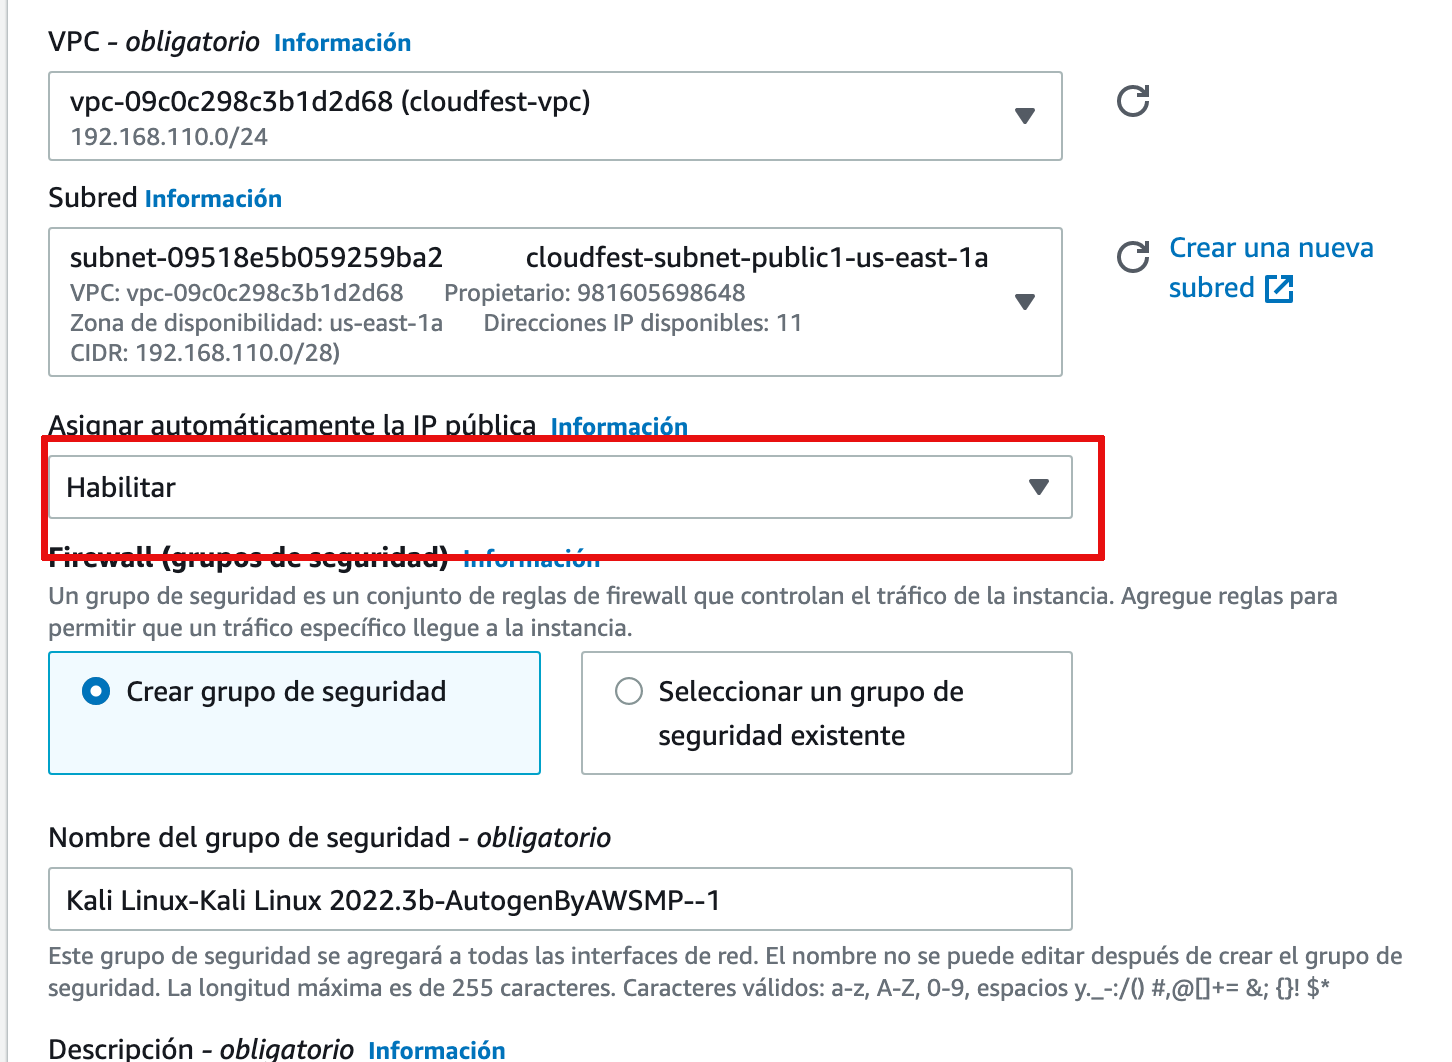 VPC - obligatorio Información
vpc-09c0c298c3b1d2d68 (cloudfest-vpc)
192.168.110.0/24
Subred Información
subnet-09518e5b059259ba2 cloudfest-subnet-public1-us-east-1a
VPC: vpc-09c0c298c3b1d2d68 Propietario: 981605698648
Zona de disponibilidad: us-east-1a Direcciones IP disponibles: 11
CIDR: 192.168.110.0/28)
Crear una nueva
subred
Asignar automáticamente la IP pública Información
Habilitar
Firewall (grupos de seguridad) Información
Un grupo de seguridad es un conjunto de reglas de firewall que controlan el tráfico de la instancia. Agregue reglas para
permitir que un tráfico específico llegue a la instancia.
Crear grupo de seguridad
Seleccionar un grupo de
seguridad existente
Nombre del grupo de seguridad - obligatorio
Kali Linux-Kali Linux 2022.3b-AutogenByAWSMP--1
Este grupo de seguridad se agregará a todas las interfaces de red. El nombre no se puede editar después de crear el grupo de
seguridad. La longitud máxima es de 255 caracteres. Caracteres válidos: a-z, A-Z, 0-9, espacios y._-:/() #,@[]+= &; {}! $*
Descripción - obligatorio Información